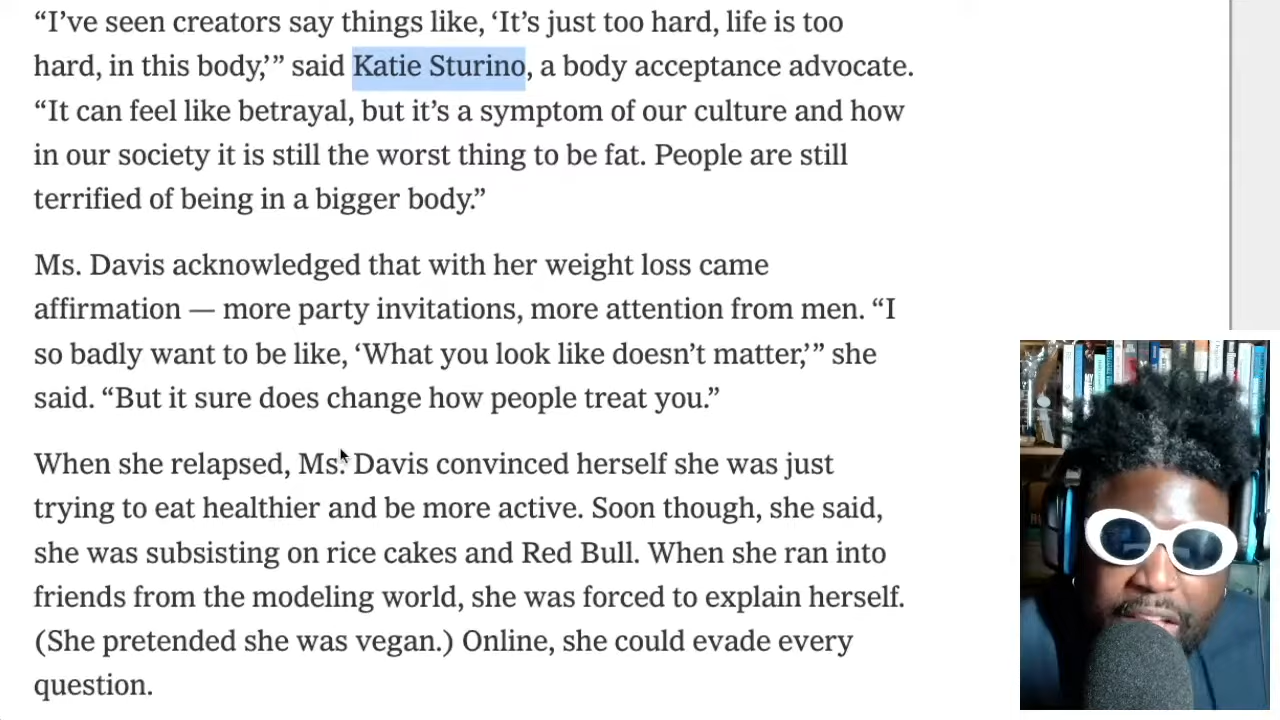 “I’ve seen creators say things like, ‘It’s just too hard, life is too
hard, in this body,’” said Katie Sturino, a body acceptance advocate.
“It can feel like betrayal, but it’s a symptom of our culture and how
in our society it is still the worst thing to be fat. People are still
terrified of being in a bigger body.”
Ms. Davis acknowledged that with her weight loss came
affirmation — more party invitations, more attention from men. “I
so badly want to be like, ‘What you look like doesn’t matter,’” she
said. “But it sure does change how people treat you.”
When she relapsed, Ms. Davis convinced herself she was just
trying to eat healthier and be more active. Soon though, she said,
she was subsisting on rice cakes and Red Bull. When she ran into
friends from the modeling world, she was forced to explain herself.
(She pretended she was vegan.) Online, she could evade every
question.